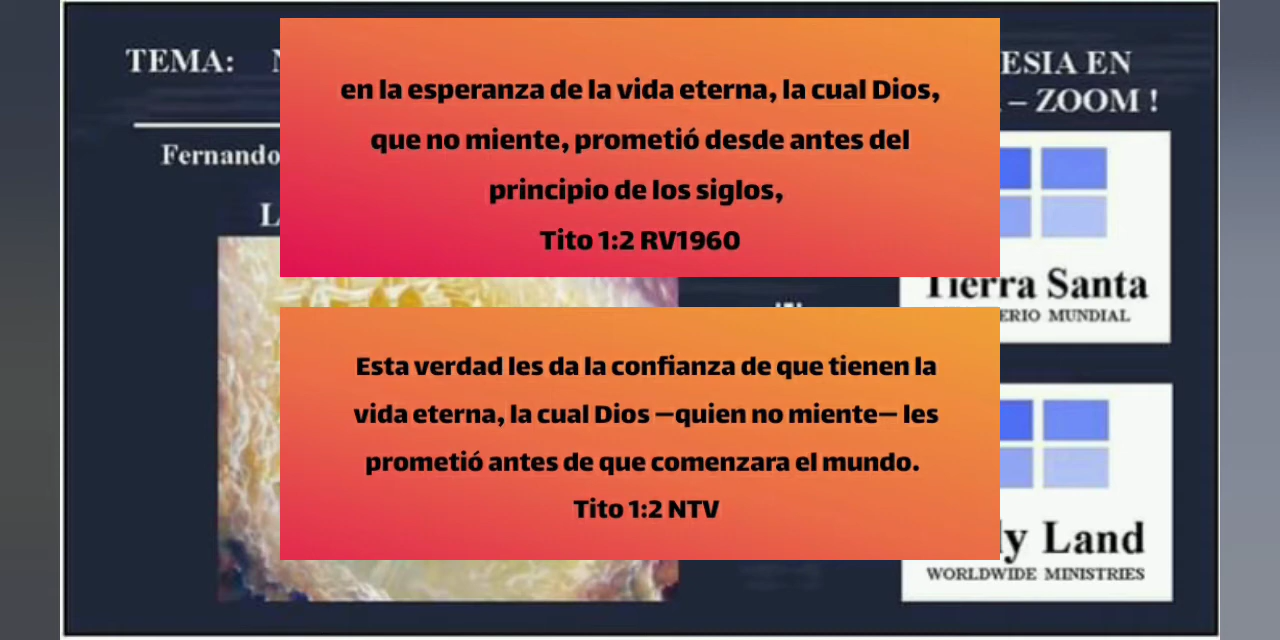 TEMA:
ESIA EN
– ZOOM !
Fernando
en la esperanza de la vida eterna, la cual Dios,
que no miente, prometió desde antes del
principio de los siglos,
Tito 1:2 RV1960
Tierra Santa
ERIO MUNDIAL
Esta verdad les da la confianza de que tienen la
vida eterna, la cual Dios —quien no miente— les
prometió antes de que comenzara el mundo.
Tito 1:2 NTV
ly Land
WORLDWIDE MINISTRIES